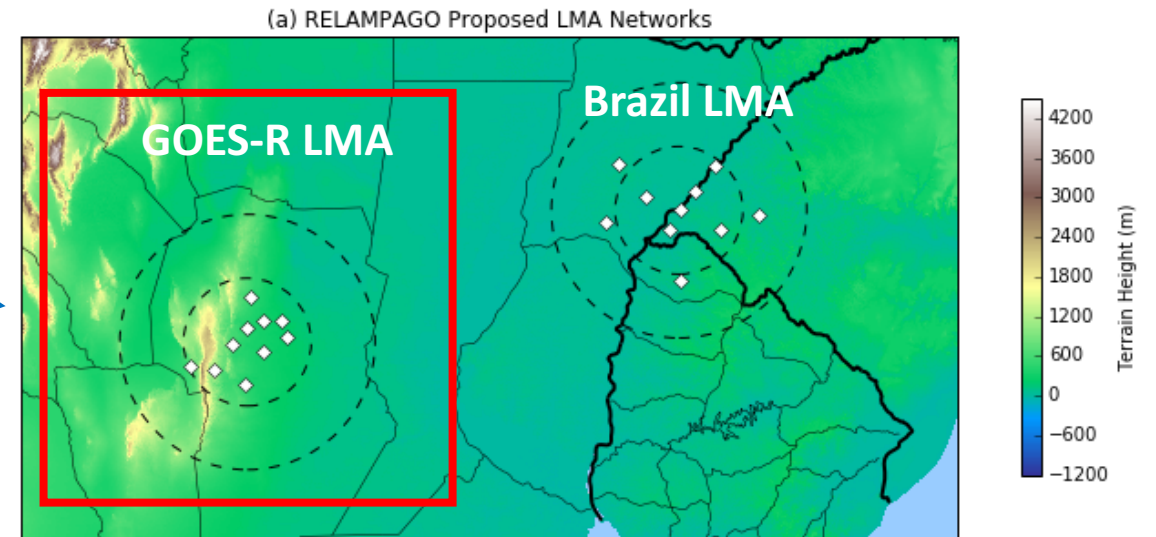 (a) RELAMPAGO Proposed LMA Networks
Brazil LMA
GOES-R LMA
4200
3600
3000
2400
1800
1200
600
0
−600
−1200
Terrain Height (m)